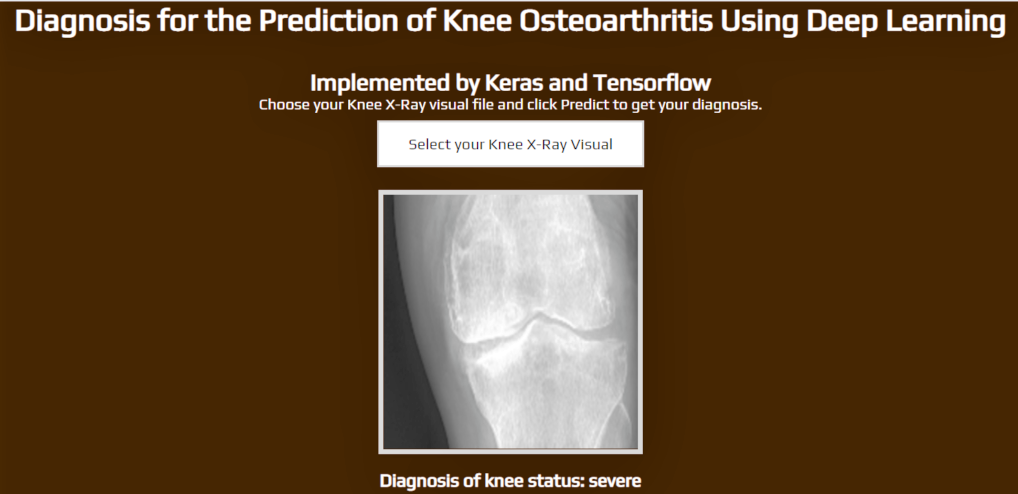 Diagnosis for the Prediction of Knee Osteoarthritis Using Deep Learning
Implemented by Keras and Tensorflow
Choose your Knee X-Ray visual file and click Predict to get your diagnosis.
Select your Knee X-Ray Visual
Diagnosis of knee status: severe